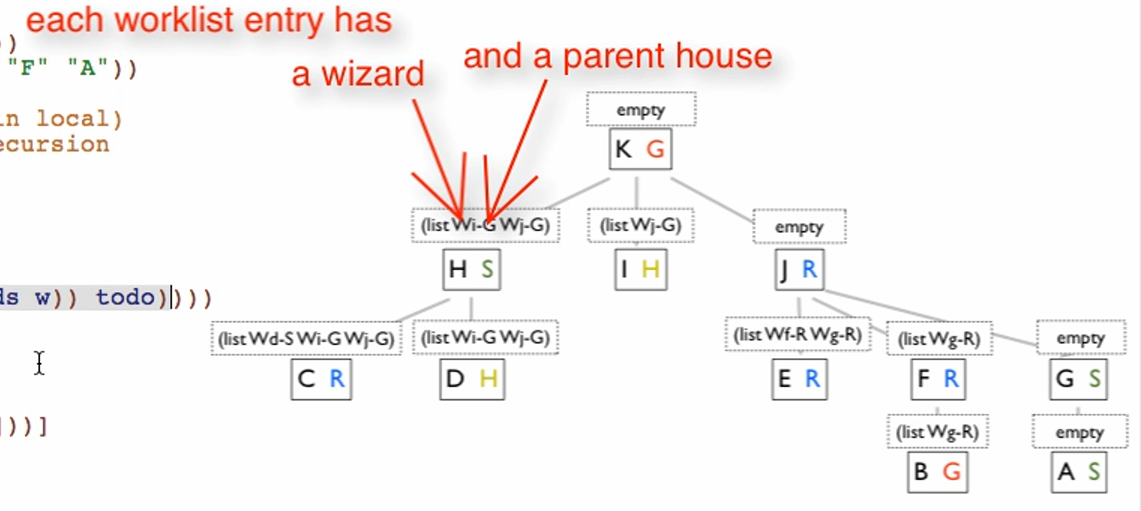 each worklist entry has
a wizard
and a parent house
))
"F" "A"))
in local)
ecursion
ds w)) todo))))
]))]
empty
K G
(list Wi-G Wj-G)
(list Wj-G)
empty
H S
I H
J R
(list Wd-S Wi-G Wj-G)
(list Wi-G Wj-G)
(list Wf-R Wg-R)
(list Wg-R)
empty
C R
D H
E R
F R
G S
(list Wg-R)
empty
B G
A S